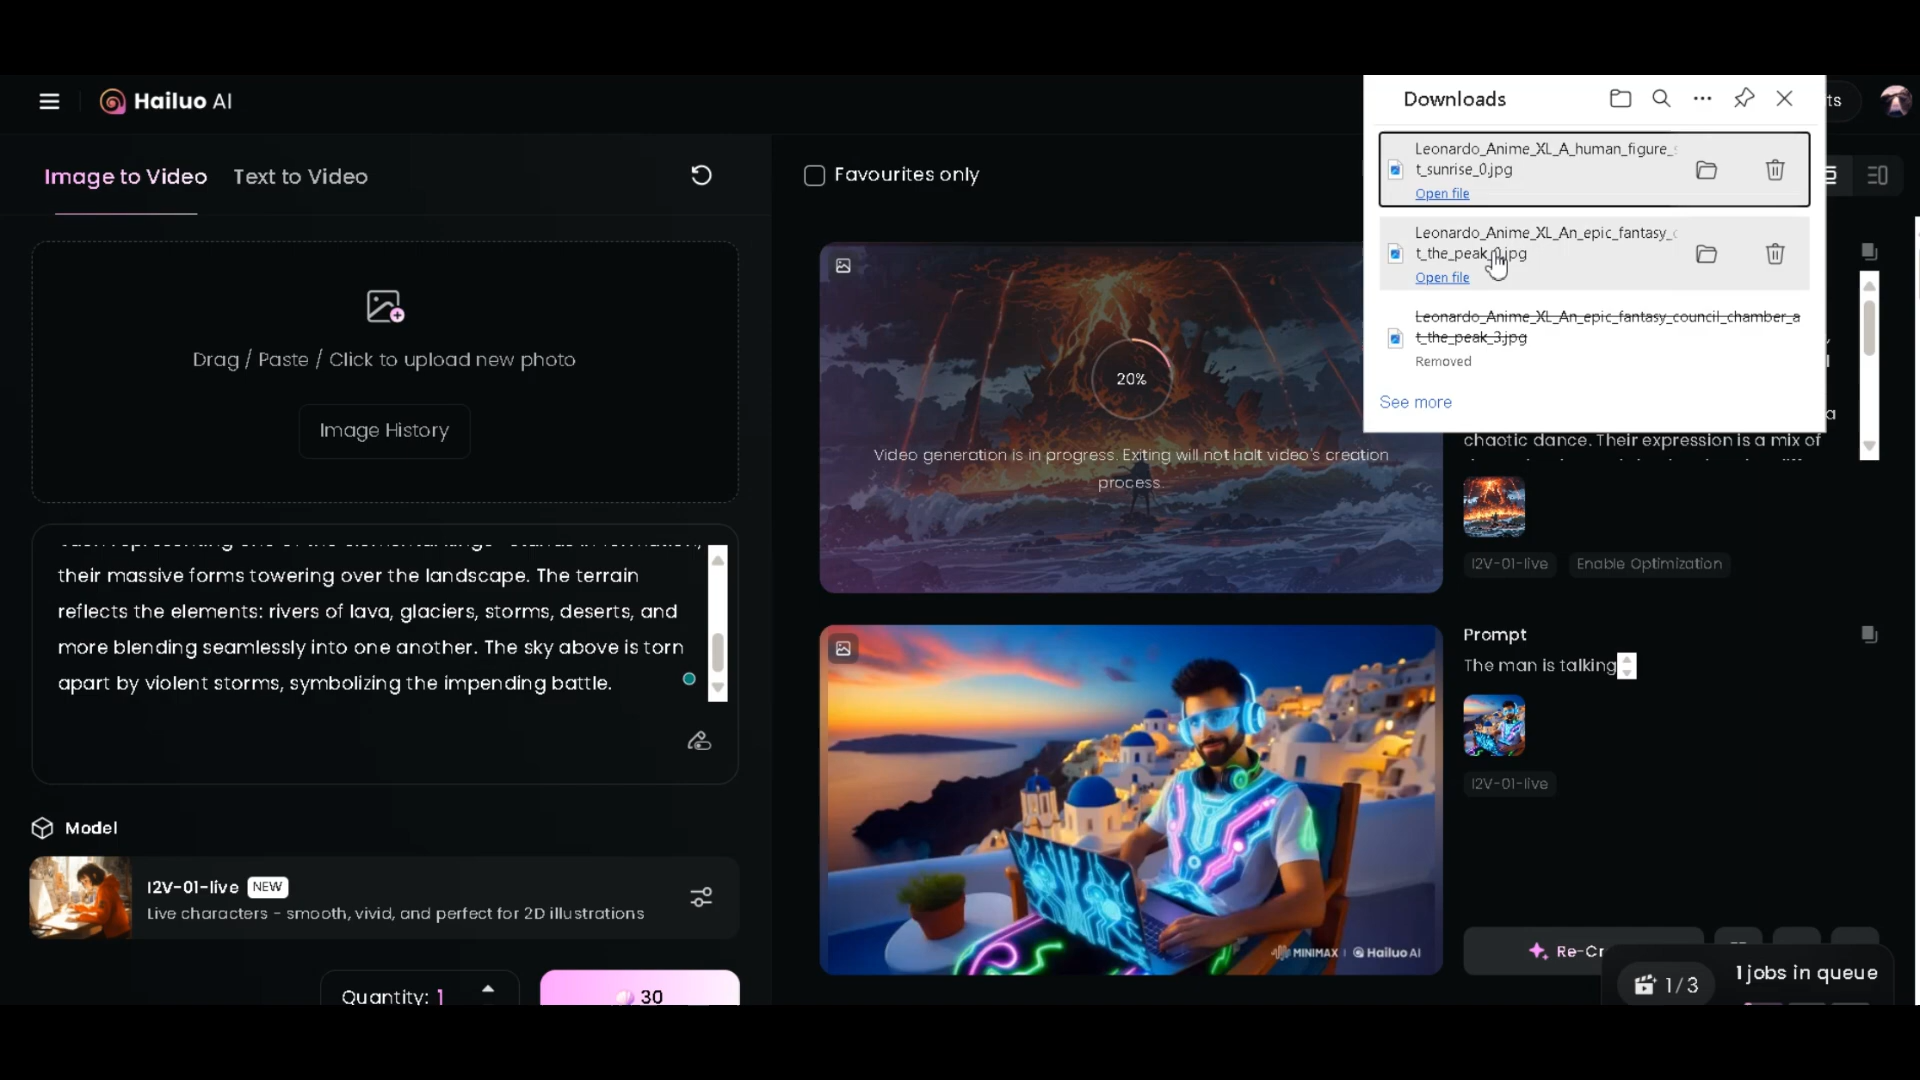 Hailuo AI
Image to Video
Text to Video
Drag / Paste / Click to upload new photo
Image History
their massive forms towering over the landscape. The terrain
reflects the elements: rivers of lava, glaciers, storms, deserts, and
more blending seamlessly into one another. The sky above is torn
apart by violent storms, symbolizing the impending battle.
Model
I2V-01-live NEW
Live characters - smooth, vivid, and perfect for 2D illustrations
Quantity: 1
30
Favourites only
20%
Video generation is in progress. Exiting will not halt video's creation
process.
MINIMAX | Hailuo AI
Downloads
Leonardo_Anime_XL_A_human_figure_
t_sunrise_0.jpg
Open file
Leonardo_Anime_XL_An_epic_fantasy_
t_the_peak_0.jpg
Open file
Leonardo_Anime_XL_An_epic_fantasy_council_chamber_a
t_the_peak_3.jpg
Removed
See more
ts
a
chaotic dance. Their expression is a mix of
I2V-01-live
Enable Optimization
Prompt
The man is talking
I2V-01-live
Re-Cr
1/3
1 jobs in queue